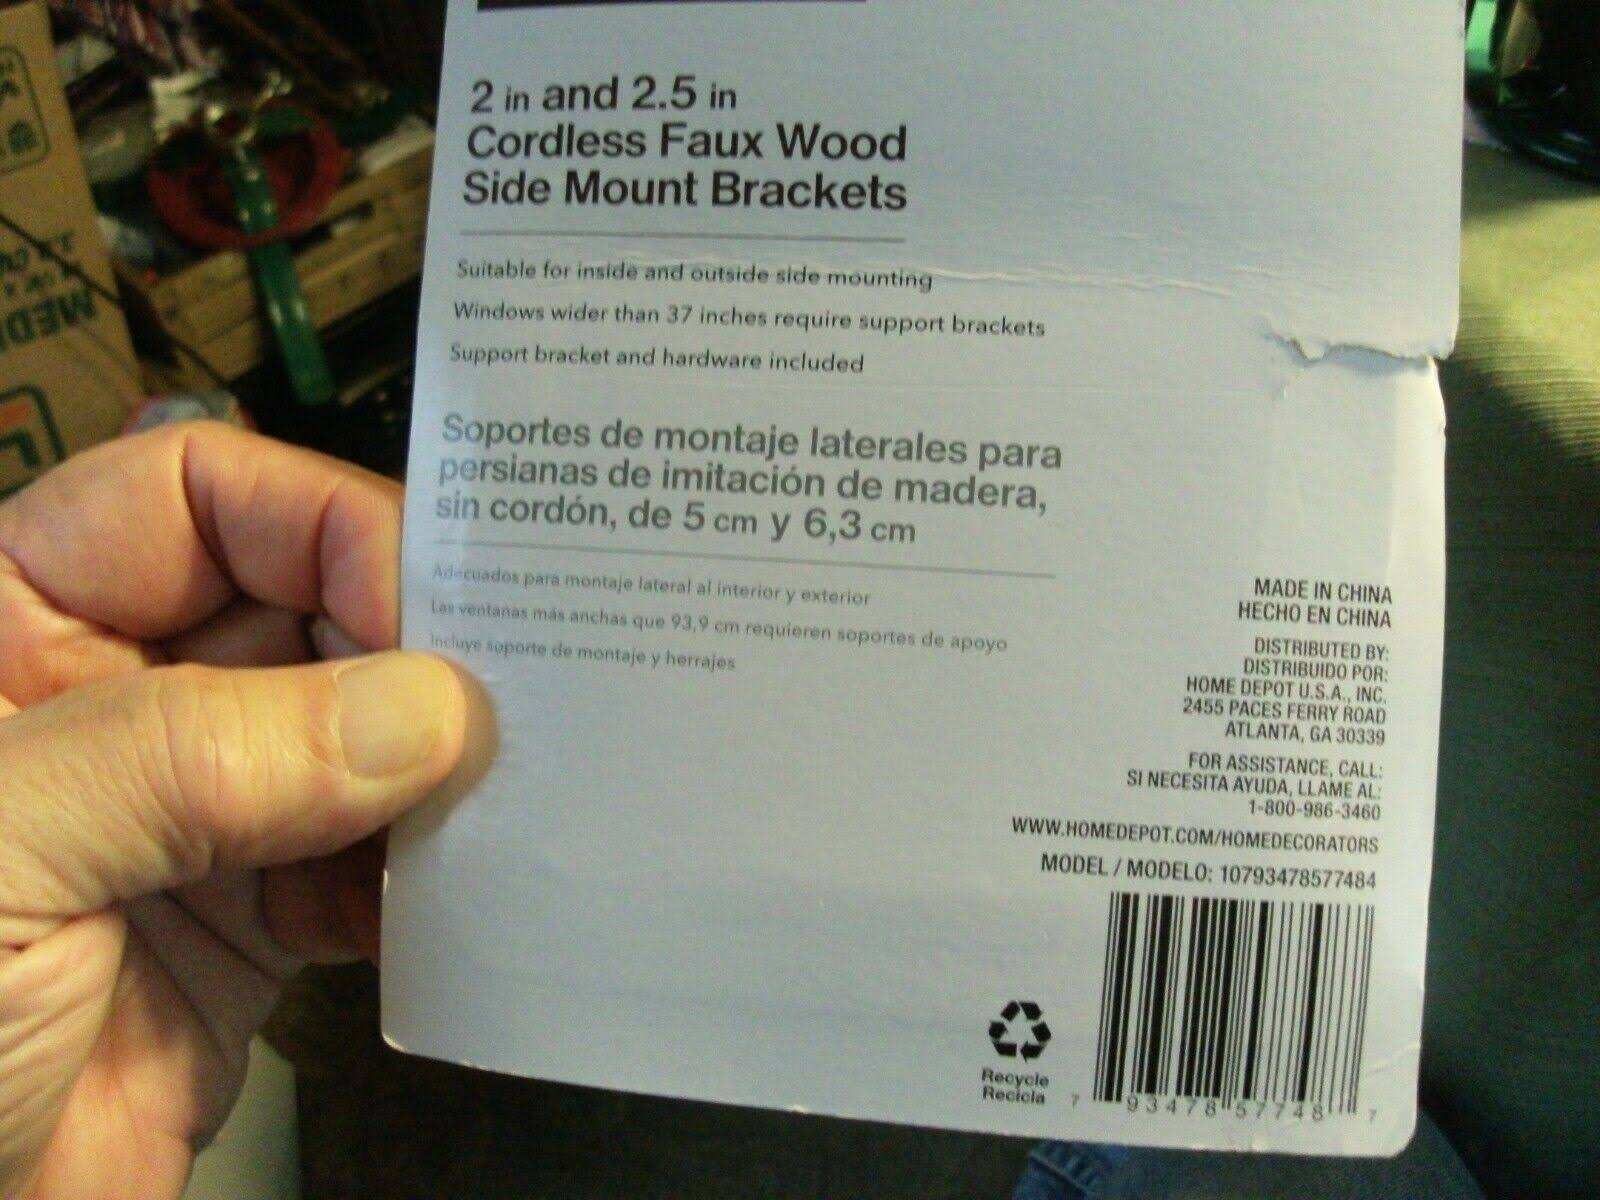 2 in and 2.5 in
Cordless Faux Wood
Side Mount Brackets
Suitable for inside and outside side mounting
Windows wider than 37 inches require support brackets
Support bracket and hardware included
Soportes de montaje laterales para
persianas de imitación de madera,
sin cordón, de 5 cm y 6,3 cm
Adecuados para montaje lateral al interior y exterior
Las ventanas más anchas que 93,9 cm requieren soportes de apoyo
Incluye soporte de montaje y herrajes
MADE IN CHINA
HECHO EN CHINA
DISTRIBUTED BY:
DISTRIBUIDO POR:
HOME DEPOT U.S.A., INC.
2455 PACES FERRY ROAD
ATLANTA, GA 30339
FOR ASSISTANCE, CALL:
SI NECESITA AYUDA, LLAME AL:
1-800-986-3460
WWW.HOMEDEPOT.COM/HOMEDECORATORS
MODEL / MODELO: 10793478577484
Recycle
Recicla
7 93478 57748 7
MEDI